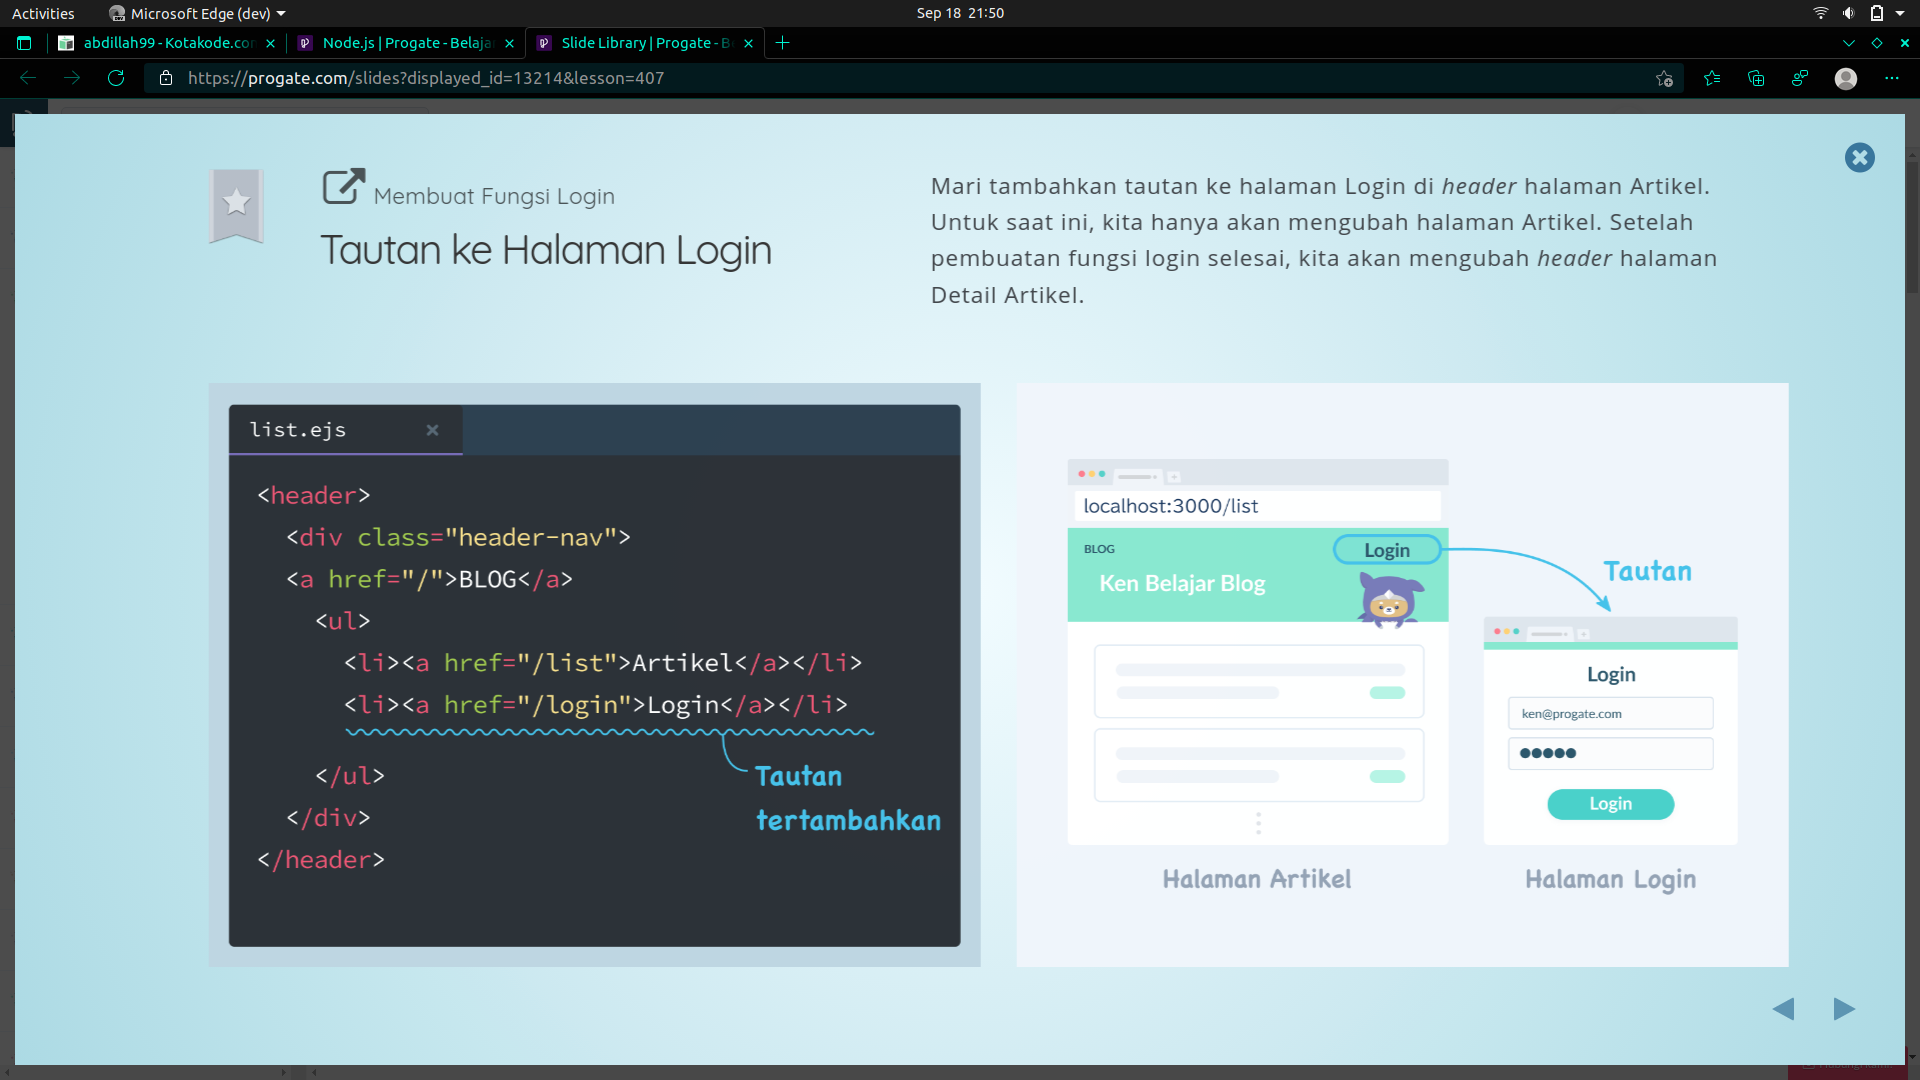 Activities
Microsoft Edge (dev)
Sep 18 21:50
abdillah99 - Kotakode.con
Node.js | Progate - Belaja
Slide Library | Progate - B
https://progate.com/slides?displayed_id=13214&lesson=407
Membuat Fungsi Login
Tautan ke Halaman Login
Mari tambahkan tautan ke halaman Login di header halaman Artikel.
Untuk saat ini, kita hanya akan mengubah halaman Artikel. Setelah
pembuatan fungsi login selesai, kita akan mengubah header halaman
Detail Artikel.
list.ejs
<header>
<div class="header-nav">
<a href="/">BLOG</a>
<ul>
<li><a href="/list">Artikel</a></li>
<li><a href="/login">Login</a></li>
</ul>
</div>
</header>
Tautan
tertambahkan
localhost:3000/list
BLOG
Login
Ken Belajar Blog
Tautan
Login
ken@progate.com
Login
Halaman Artikel
Halaman Login